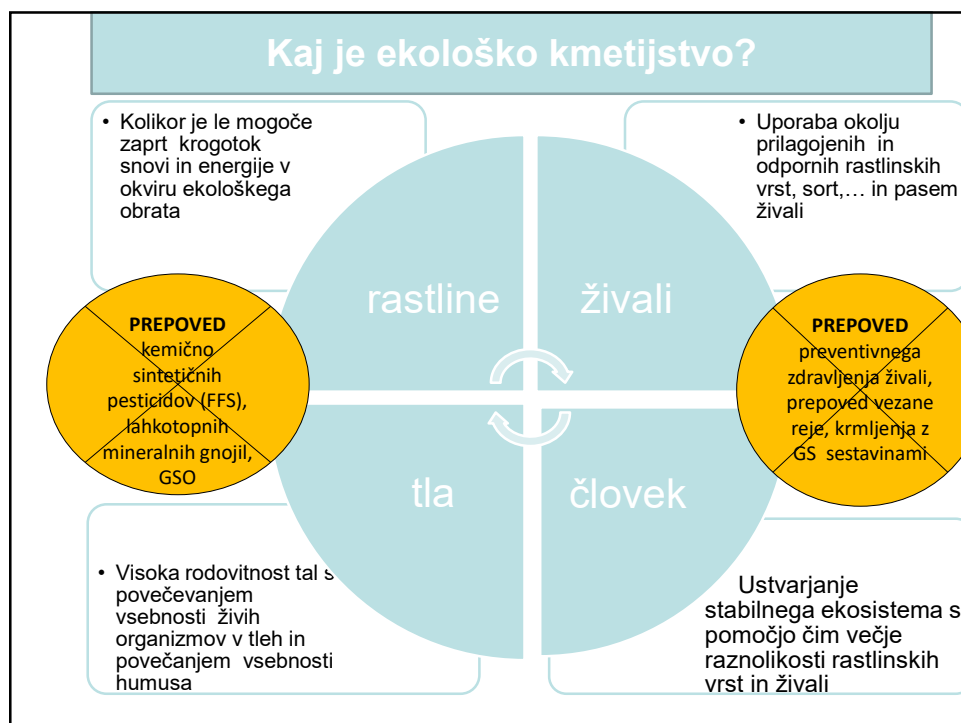 Kaj je ekološko kmetijstvo?
• Kolikor je le mogoče
zaprt krogotok
snovi in energije v
okviru ekološkega
obrata
• Uporaba okolju
prilagojenih in
odpornih rastlinskih
vrst, sort,… in pasem
živali
rastline
živali
PREPOVED
kemično
sintetičnih
pesticidov (FFS),
lahkotopnih
mineralnih gnojil,
GSO
PREPOVED
preventivnega
zdravljenja živali,
prepoved vezane
reje, krmljenja z
GS sestavinami
tla
človek
• Visoka rodovitnost tal s
povečevanjem
vsebnosti živih
organizmov v tleh in
povečanjem vsebnosti
humusa
Ustvarjanje
stabilnega ekosistema s
pomočjo čim večje
raznolikosti rastlinskih
vrst in živali